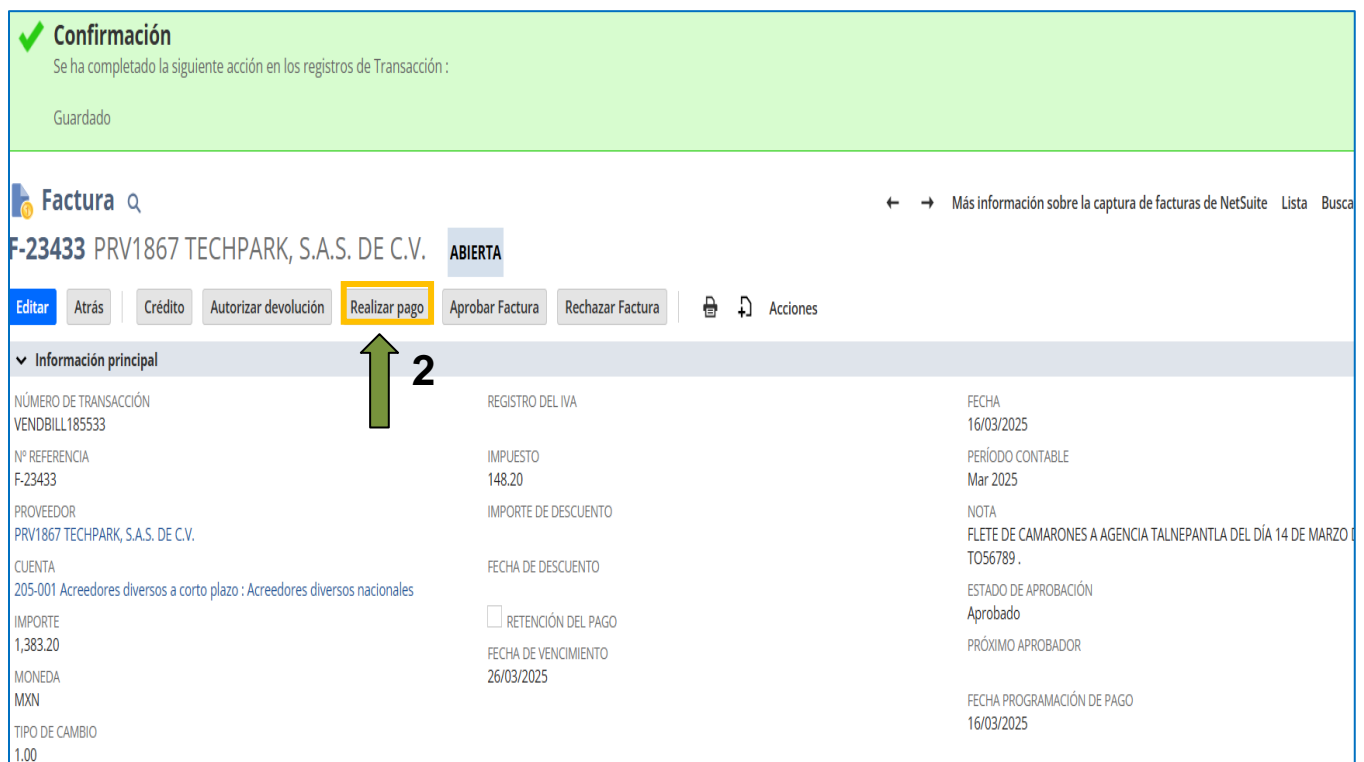 Confirmación
Se ha completado la siguiente acción en los registros de Transacción :
Guardado
Factura
Más información sobre la captura de facturas de NetSuite Lista Busca
F-23433 PRV1867 TECHPARK, S.A.S. DE C.V. ABIERTA
Editar Atrás Crédito Autorizar devolución Realizar pago Aprobar Factura Rechazar Factura Acciones
Información principal
2
NÚMERO DE TRANSACCIÓN
VENDBILL185533
Nº REFERENCIA
F-23433
PROVEEDOR
PRV1867 TECHPARK, S.A.S. DE C.V.
CUENTA
205-001 Acreedores diversos a corto plazo : Acreedores diversos nacionales
IMPORTE
1,383.20
MONEDA
MXN
TIPO DE CAMBIO
1.00
REGISTRO DEL IVA
IMPUESTO
148.20
IMPORTE DE DESCUENTO
FECHA DE DESCUENTO
RETENCIÓN DEL PAGO
FECHA DE VENCIMIENTO
26/03/2025
FECHA
16/03/2025
PERÍODO CONTABLE
Mar 2025
NOTA
FLETE DE CAMARONES A AGENCIA TALNEPANTLA DEL DÍA 14 DE MARZO
TO56789 .
ESTADO DE APROBACIÓN
Aprobado
PRÓXIMO APROBADOR
FECHA PROGRAMACIÓN DE PAGO
16/03/2025